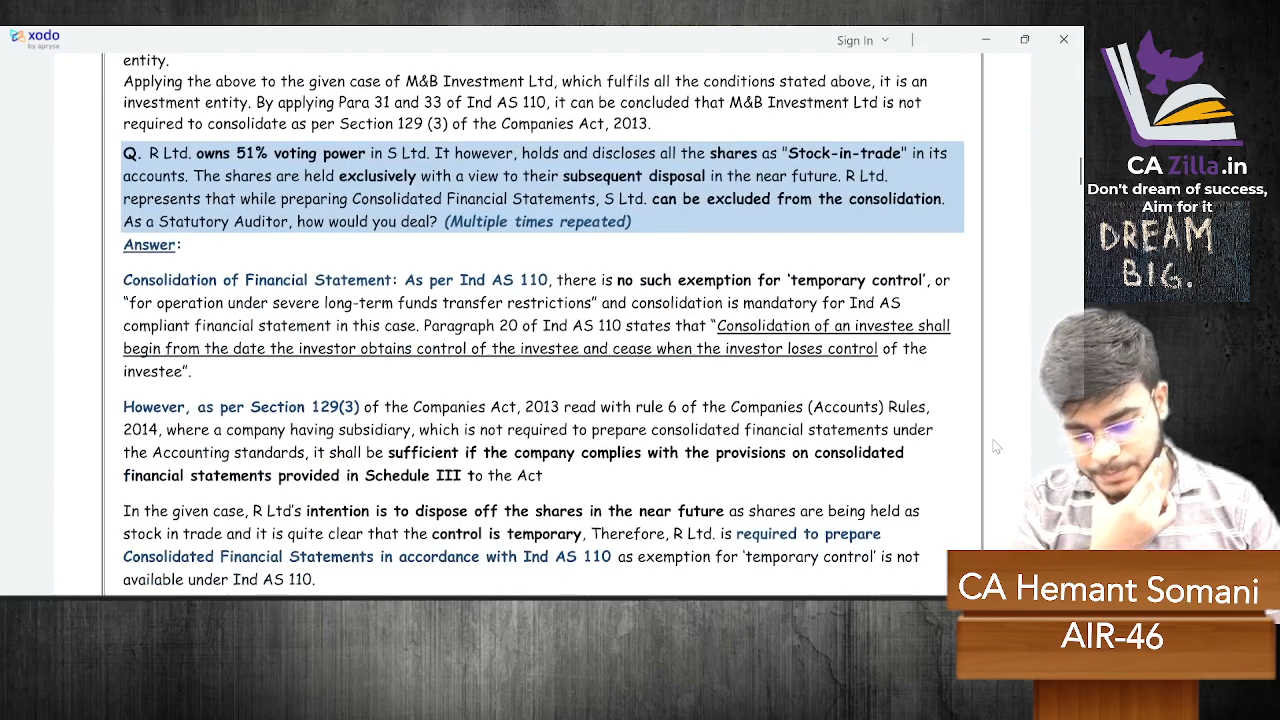 xodo
by apryse
Sign In
entity.
Applying the above to the given case of M&B Investment Ltd, which fulfils all the conditions stated above, it is an
investment entity. By applying Para 31 and 33 of Ind AS 110, it can be concluded that M&B Investment Ltd is not
required to consolidate as per Section 129 (3) of the Companies Act, 2013.
Q. R Ltd. owns 51% voting power in S Ltd. It however, holds and discloses all the shares as "Stock-in-trade" in its
accounts. The shares are held exclusively with a view to their subsequent disposal in the near future. R Ltd.
represents that while preparing Consolidated Financial Statements, S Ltd. can be excluded from the consolidation.
As a Statutory Auditor, how would you deal? (Multiple times repeated)
Answer:
Consolidation of Financial Statement: As per Ind AS 110, there is no such exemption for ‘temporary control’, or
“for operation under severe long-term funds transfer restrictions” and consolidation is mandatory for Ind AS
compliant financial statement in this case. Paragraph 20 of Ind AS 110 states that “Consolidation of an investee shall
begin from the date the investor obtains control of the investee and cease when the investor loses control of the
investee”.
However, as per Section 129(3) of the Companies Act, 2013 read with rule 6 of the Companies (Accounts) Rules,
2014, where a company having subsidiary, which is not required to prepare consolidated financial statements under
the Accounting standards, it shall be sufficient if the company complies with the provisions on consolidated
financial statements provided in Schedule III to the Act
In the given case, R Ltd’s intention is to dispose off the shares in the near future as shares are being held as
stock in trade and it is quite clear that the control is temporary, Therefore, R Ltd. is required to prepare
Consolidated Financial Statements in accordance with Ind AS 110 as exemption for ‘temporary control’ is not
available under Ind AS 110.
CA Zilla.in
Don't dream of success,
Aim for it
DREAM
BIG.
CA Hemant Somani
AIR-46